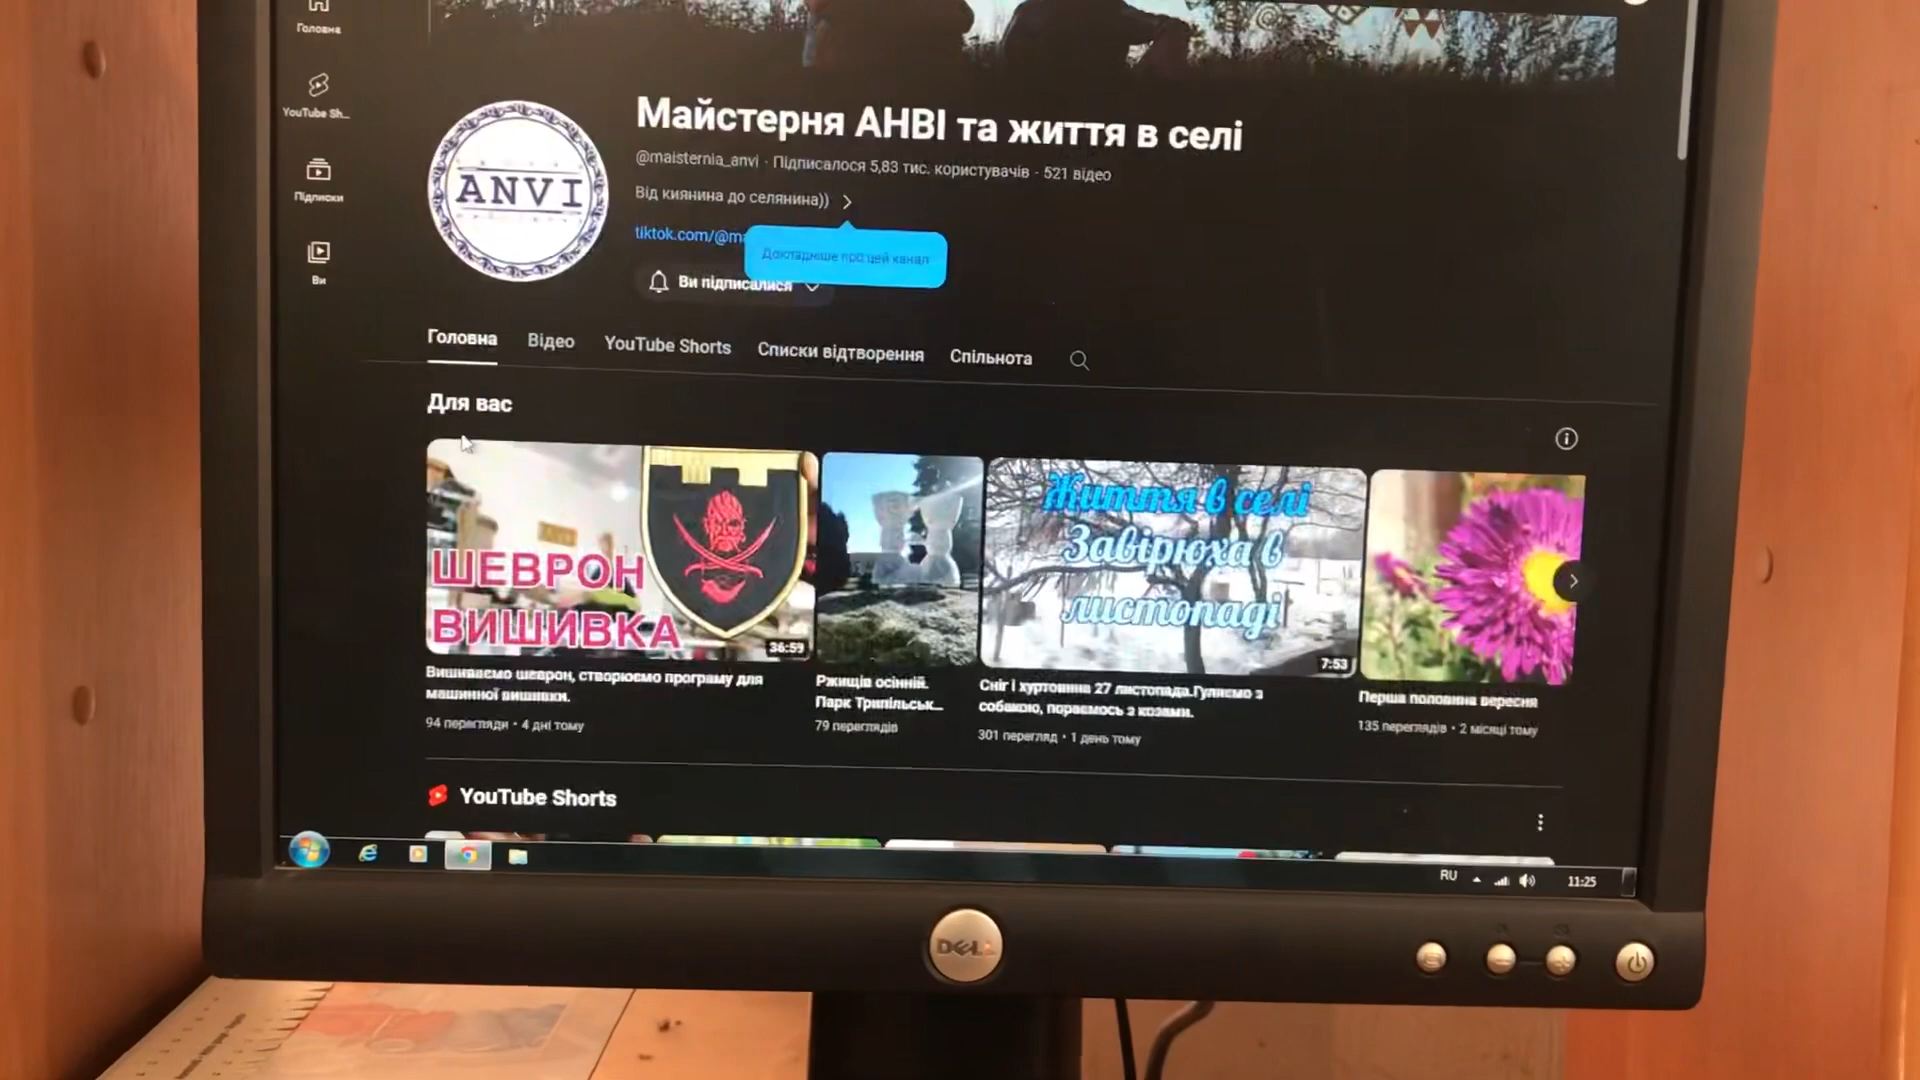 Головна
YouTube Sh...
Підписки
Ви
ANVI
Майстерня АНВІ та життя в селі
@maisternia_anvi · Підписалося 5,83 тис. користувачів · 521 відео
Від киянина до селянина))
tiktok.com/@ma
Докладніше про цей канал
Ви підписалися
Головна
Відео
YouTube Shorts
Списки відтворення
Спільнота
Для вас
ШЕВРОН
ВИШИВКА
36:59
Життя в селі
Завірюха в
листопаді
7:53
Вишиваємо шеврон, створюємо програму для
машинної вишивки.
94 перегляди · 4 дні тому
Ржищів осінній.
Парк Трипільськ...
79 переглядів
Сніг і хуртовина 27 листопада.Гуляємо з
собакою, пораємось з козами.
301 перегляд · 1 день тому
Перша половина вересня
135 переглядів · 2 місяці тому
YouTube Shorts
RU
11:25
DELL